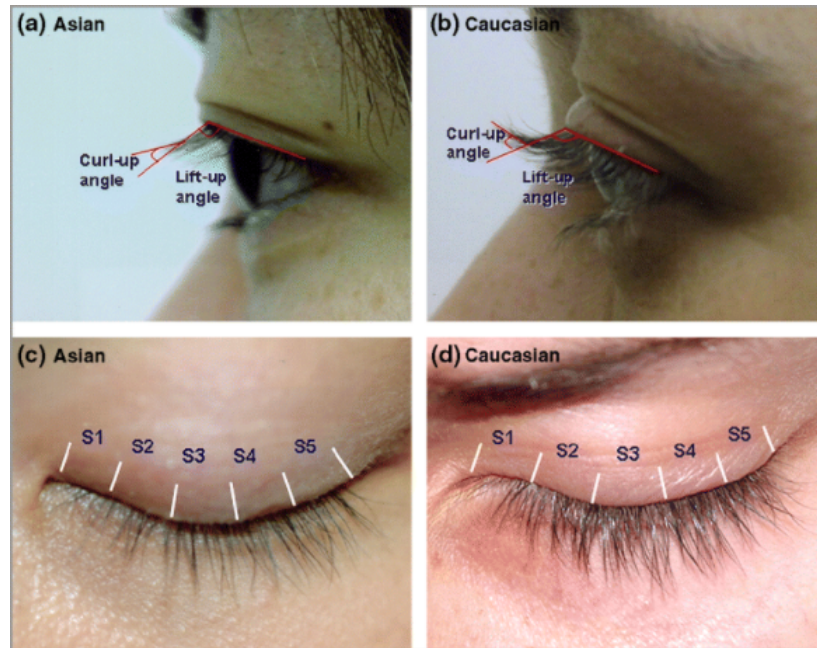 (a) Asian
Curl-up
angle
Lift-up
angle
(b) Caucasian
Curl-up
angle
Lift-up
angle
(c) Asian
S1
S2
S3
S4
S5
(d) Caucasian
S1
S2
S3
S4
S5